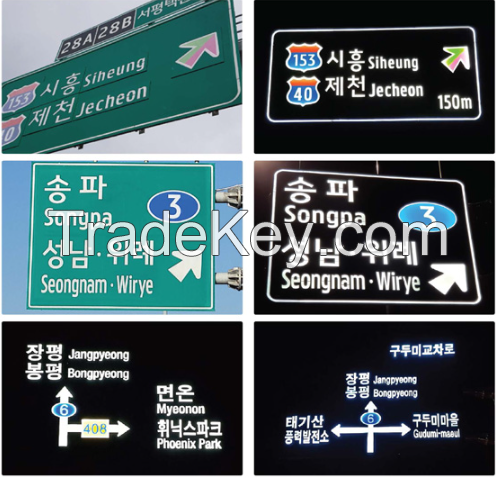 28A 28B 서평택
153 시흥 Siheung
40 제천 Jecheon
153 시흥 Siheung
40 제천 Jecheon
150m
송파
Songpa
3
성남·위례
Seongnam·Wirye
송파
Songpa
3
성남·위례
Seongnam·Wirye
TradeKey.com
장평 Jangpyeong
봉평 Bongpyeong
6
408
면온
Myeonon
휘닉스파크
Phoenix Park
구두미교차로
장평 Jangpyeong
봉평 Bongpyeong
6
태기산
풍력발전소
구두미마을
Gudumi-maeul